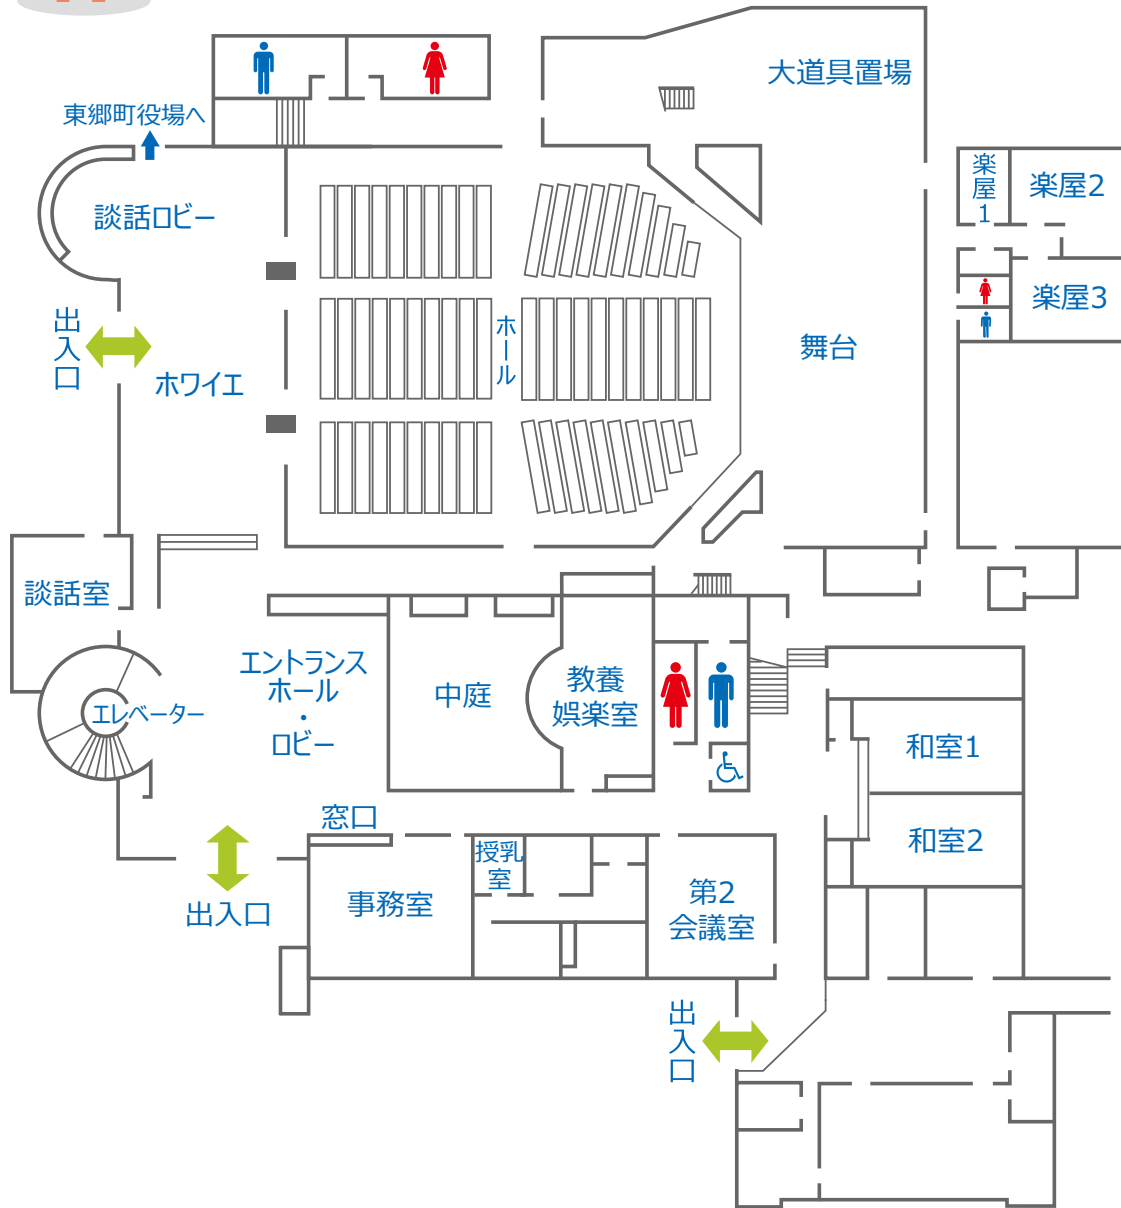 大道具置場
東郷町役場へ
談話ロビー
楽屋1
楽屋2
楽屋3
出入口
ホール
舞台
ホワイエ
談話室
エントランス
ホール
・
ロビー
中庭
教養
娯楽室
エレベーター
和室1
窓口
和室2
授乳
室
事務室
第2
会議室
出入口
出入口